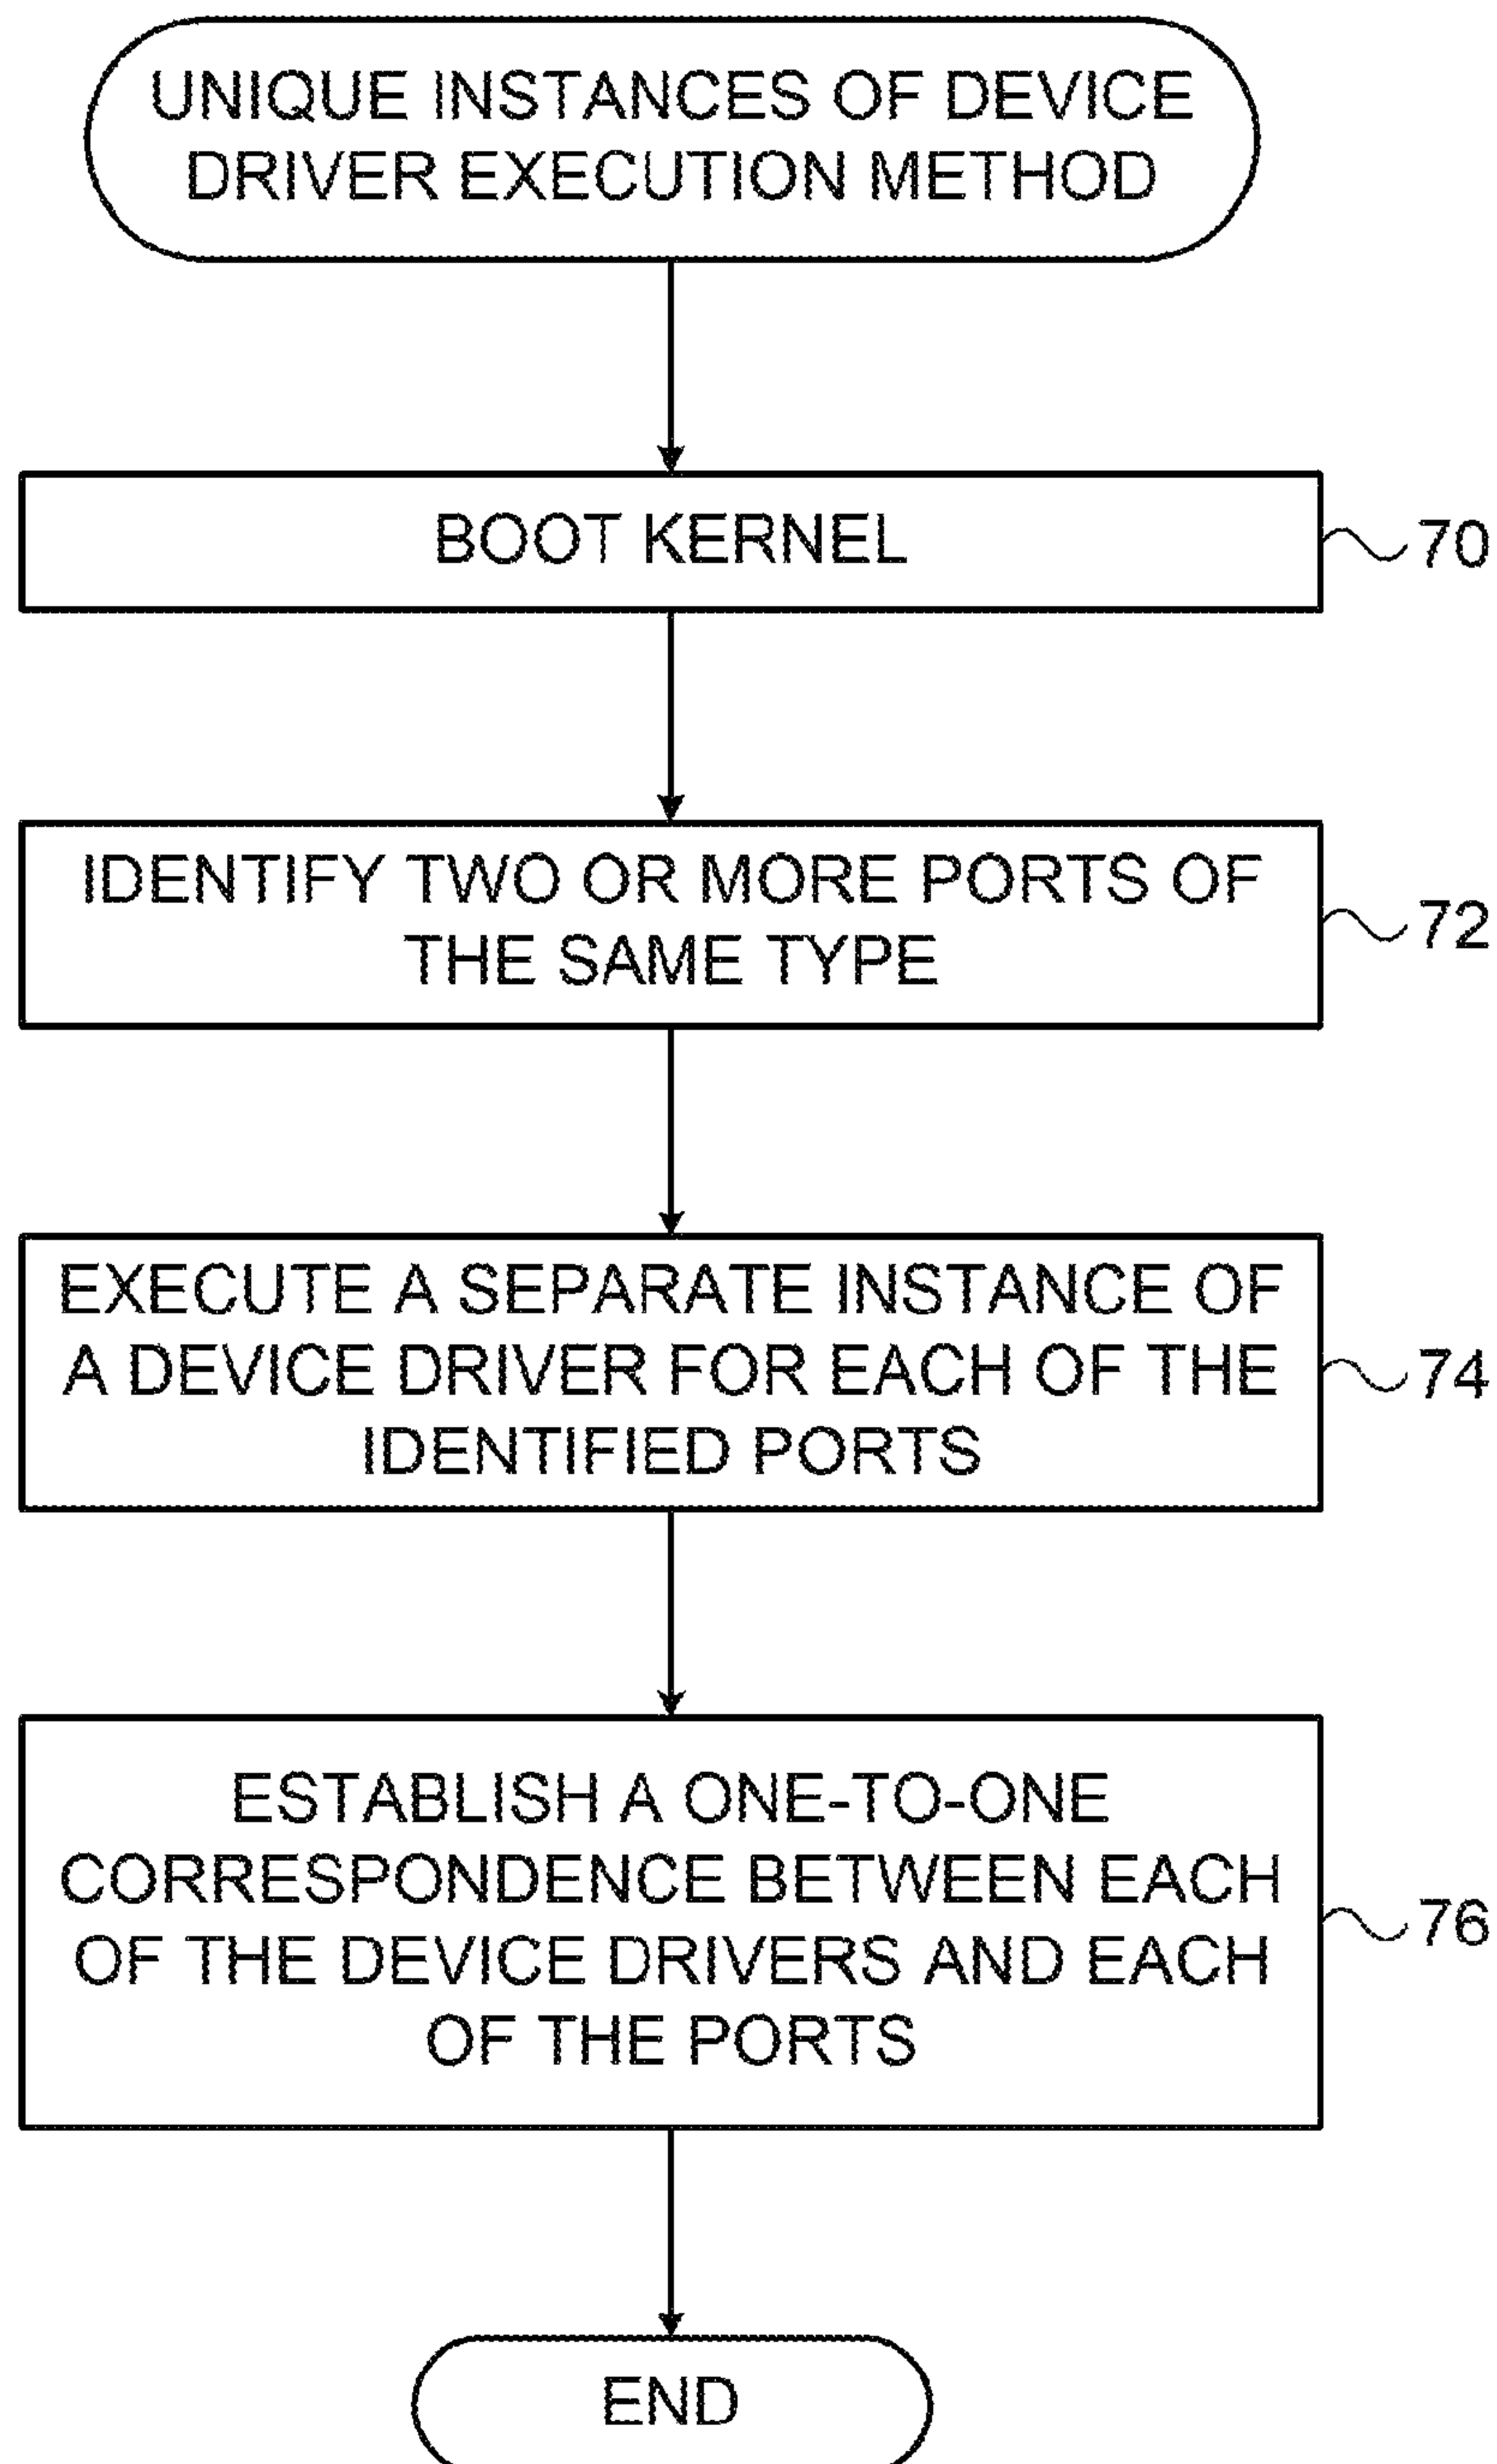 UNIQUE INSTANCES OF DEVICE
DRIVER EXECUTION METHOD
BOOT KERNEL
70
IDENTIFY TWO OR MORE PORTS OF
THE SAME TYPE
72
EXECUTE A SEPARATE INSTANCE OF
A DEVICE DRIVER FOR EACH OF THE
IDENTIFIED PORTS
74
ESTABLISH A ONE-TO-ONE
CORRESPONDENCE BETWEEN EACH
OF THE DEVICE DRIVERS AND EACH
OF THE PORTS
76
END